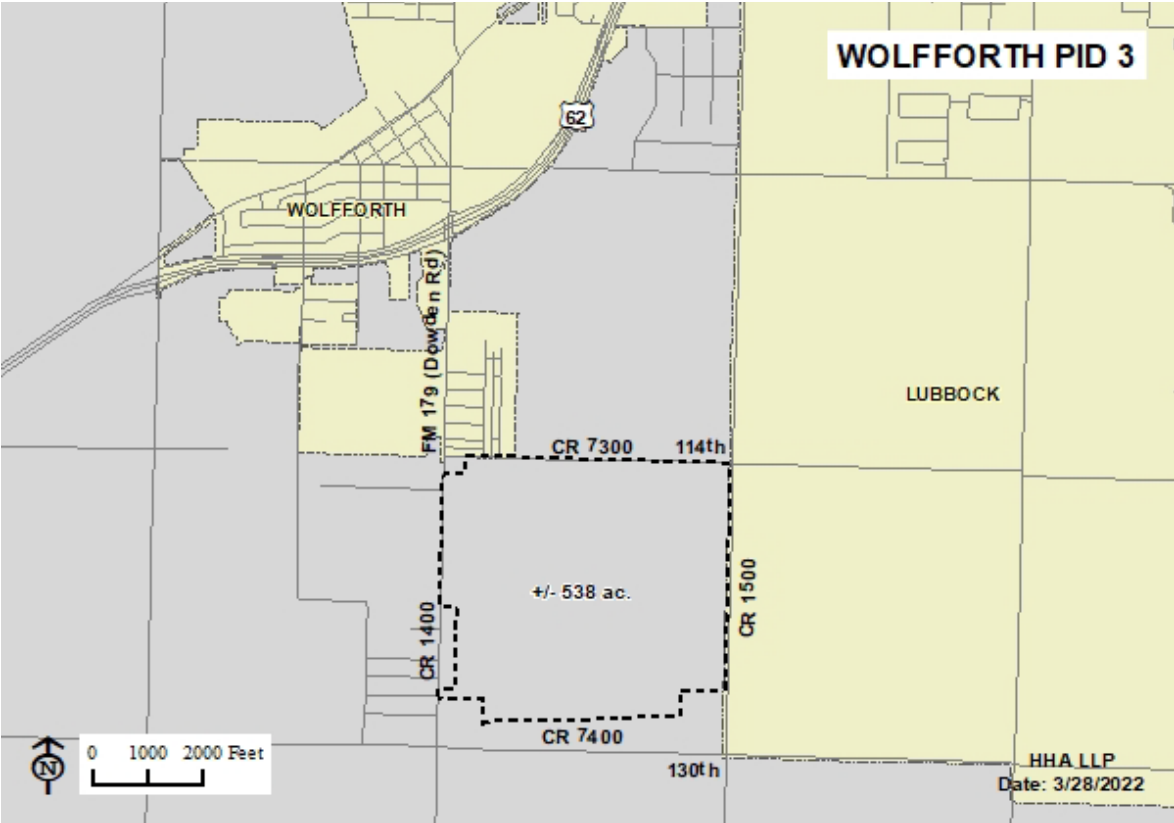 WOLFFORTH PID 3
62
WOLFFORTH
FM 179 (Dowden Rd)
LUBBOCK
CR 7300
114th
+/- 538 ac.
CR 1400
CR 1500
CR 7400
130th
N
0 1000 2000 Feet
HHA LLP
Date: 3/28/2022